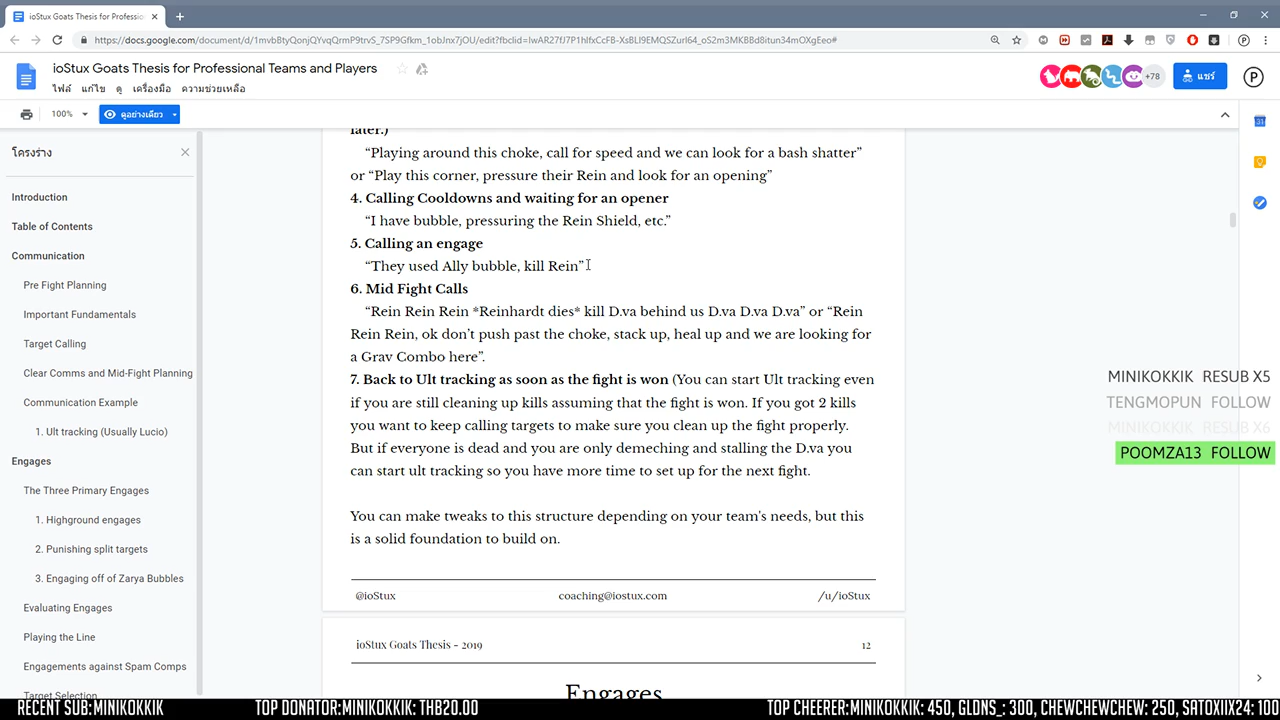 ioStux Goats Thesis for Professio
https://docs.google.com/document/d/
ioStux Goats Thesis for Professional Teams and Players
ไฟล์ แก้ไข ดู เครื่องมือ ความช่วยเหลือ
+78
แชร์
P
100%
ดูอย่างเดียว
โครงร่าง
Introduction
Table of Contents
Communication
Pre Fight Planning
Important Fundamentals
Target Calling
Clear Comms and Mid-Fight Planning
Communication Example
1. Ult tracking (Usually Lucio)
Engages
The Three Primary Engages
1. Highground engages
2. Punishing split targets
3. Engaging off of Zarya Bubbles
Evaluating Engages
Playing the Line
Engagements against Spam Comps
Target Selection
later.)
“Playing around this choke, call for speed and we can look for a bash shatter”
or “Play this corner, pressure their Rein and look for an opening”
4. Calling Cooldowns and waiting for an opener
“I have bubble, pressuring the Rein Shield, etc.”
5. Calling an engage
“They used Ally bubble, kill Rein”
6. Mid Fight Calls
“Rein Rein Rein *Reinhardt dies* kill D.va behind us D.va D.va D.va” or “Rein
Rein Rein, ok don’t push past the choke, stack up, heal up and we are looking for
a Grav Combo here”.
7. Back to Ult tracking as soon as the fight is won (You can start Ult tracking even
if you are still cleaning up kills assuming that the fight is won. If you got 2 kills
you want to keep calling targets to make sure you clean up the fight properly.
But if everyone is dead and you are only demeching and stalling the D.va you
can start ult tracking so you have more time to set up for the next fight.
You can make tweaks to this structure depending on your team's needs, but this
is a solid foundation to build on.
@ioStux coaching@iostux.com /u/ioStux
ioStux Goats Thesis - 2019 12
Engages
MINIKOKKIK RESUB X5
TENGMOPUN FOLLOW
MINIKOKKIK RESUB X6
POOMZA13 FOLLOW
RECENT SUB:MINIKOKKIK TOP DONATOR:MINIKOKKIK: THB20.00 TOP CHEERER:MINIKOKKIK: 450, GLDNS_: 300, CHEWCHEWCHEW: 250, SATOXIIX24: 100